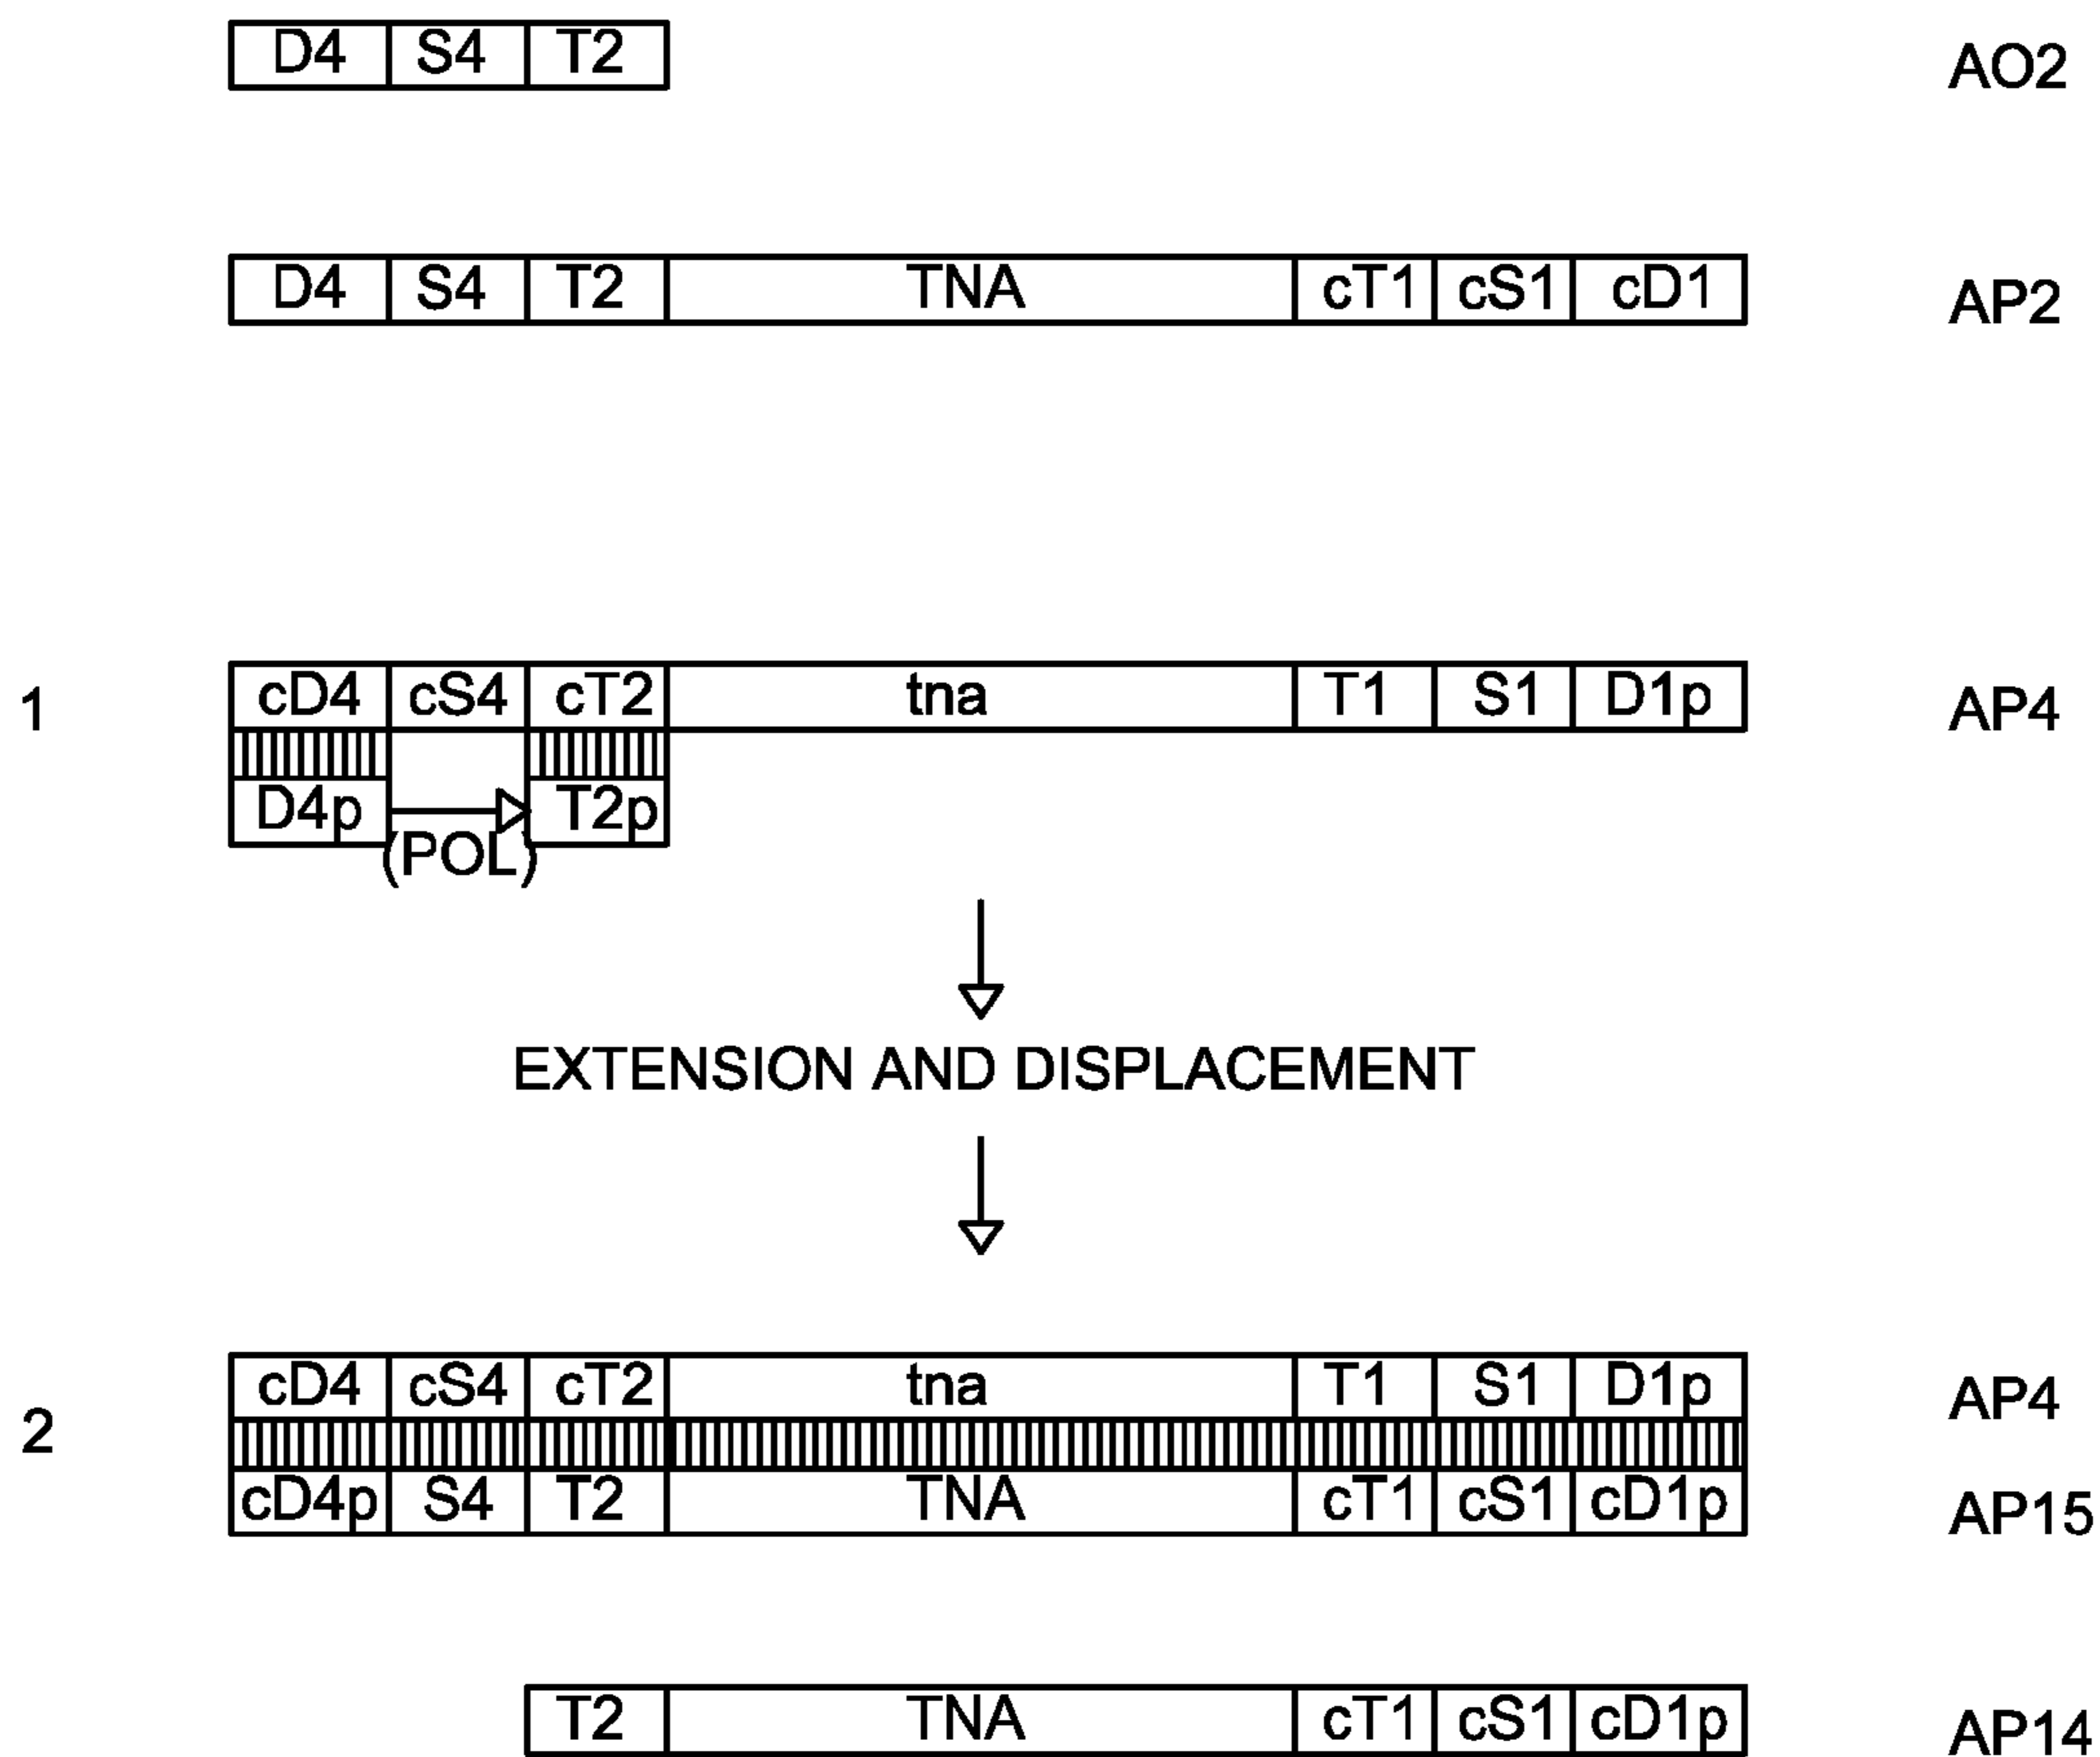 D4 S4 T2 AO2
D4 S4 T2 TNA cT1 cS1 cD1 AP2
1 cD4 cS4 cT2 tna T1 S1 D1p AP4
D4p T2p
(POL)
EXTENSION AND DISPLACEMENT
cD4 cS4 cT2 tna T1 S1 D1p AP4
2
cD4p S4 T2 TNA cT1 cS1 cD1p AP15
T2 TNA cT1 cS1 cD1p AP14